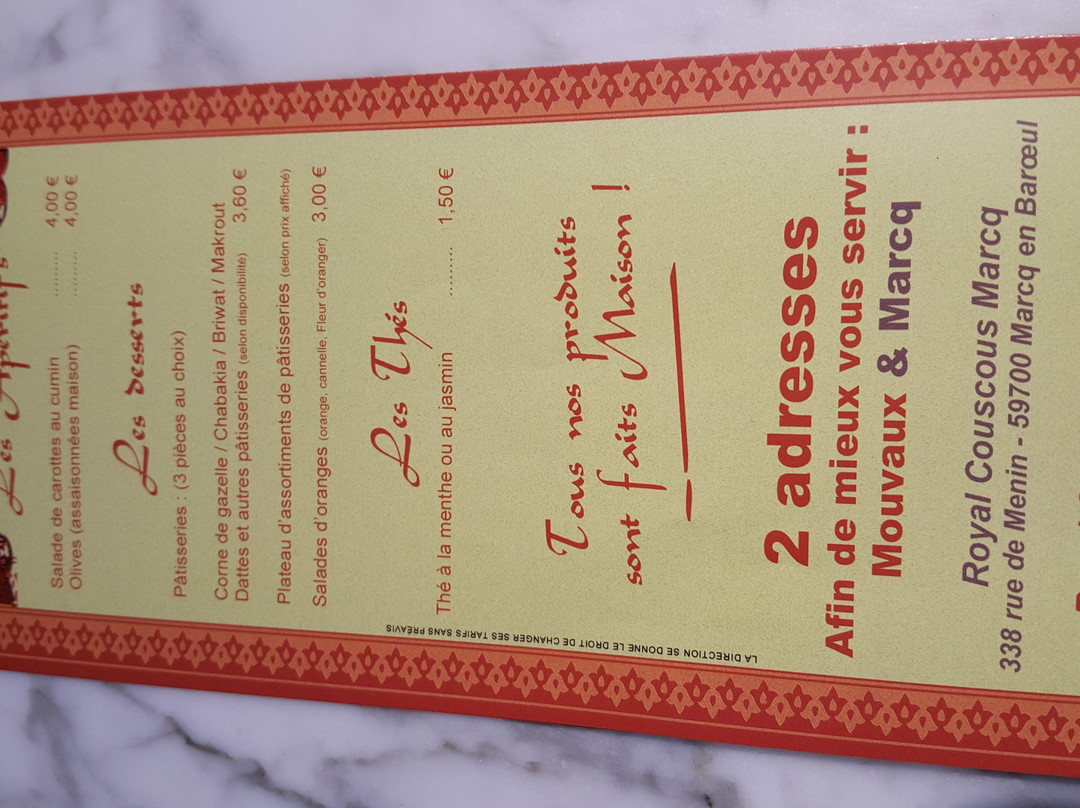 Les Apéritifs
Salade de carottes au cumin ......... 4,00 €
Olives (assaisonnées maison) ......... 4,00 €
Les desserts
Pâtisseries : (3 pièces au choix)
Corne de gazelle / Chabakia / Briwat / Makrout
Dattes et autres pâtisseries (selon disponibilité) 3,60 €
Plateau d'assortiments de pâtisseries (selon prix affiché)
Salades d'oranges (orange, cannelle, Fleur d'oranger) 3,00 €
Les Thés
Thé à la menthe ou au jasmin ......... 1,50 €
Tous nos produits
sont faits Maison !
LA DIRECTION SE DONNE LE DROIT DE CHANGER SES TARIFS SANS PRÉAVIS
2 adresses
Afin de mieux vous servir :
Mouvaux & Marcq
Royal Couscous Marcq
338 rue de Menin - 59700 Marcq en Barœul